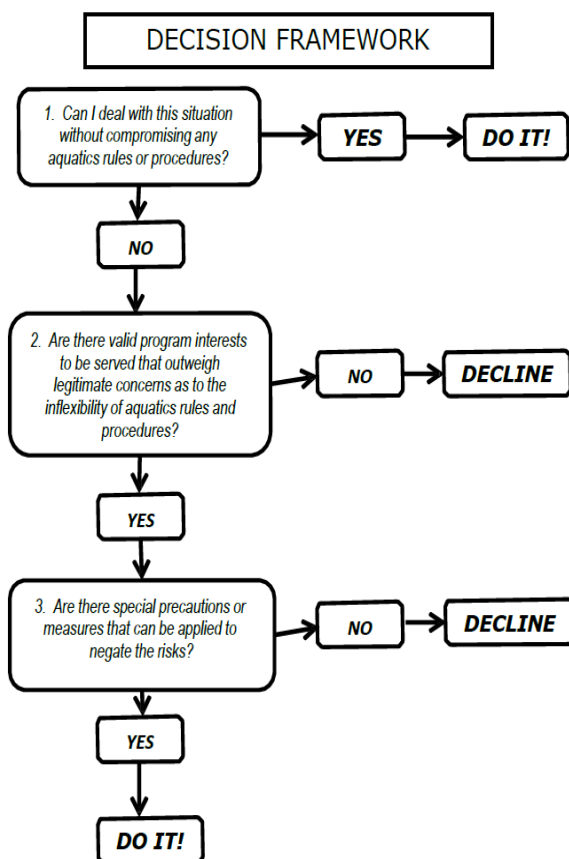 DECISION FRAMEWORK
1. Can I deal with this situation
without compromising any
aquatics rules or procedures?
YES
DO IT!
NO
2. Are there valid program interests
to be served that outweigh
legitimate concerns as to the
inflexibility of aquatics rules and
procedures?
NO
DECLINE
YES
3. Are there special precautions or
measures that can be applied to
negate the risks?
NO
DECLINE
YES
DO IT!